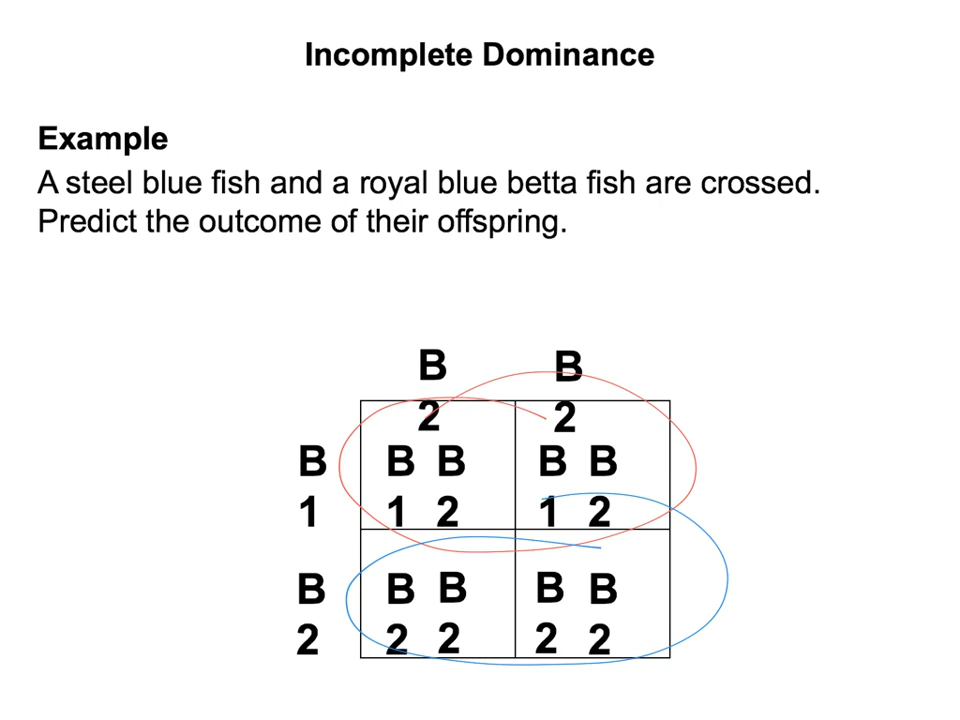 Incomplete Dominance
Example
A steel blue fish and a royal blue betta fish are crossed.
Predict the outcome of their offspring.
B B
2 2
B B B B B
1 1 2 1 2
B B B B B
2 2 2 2 2